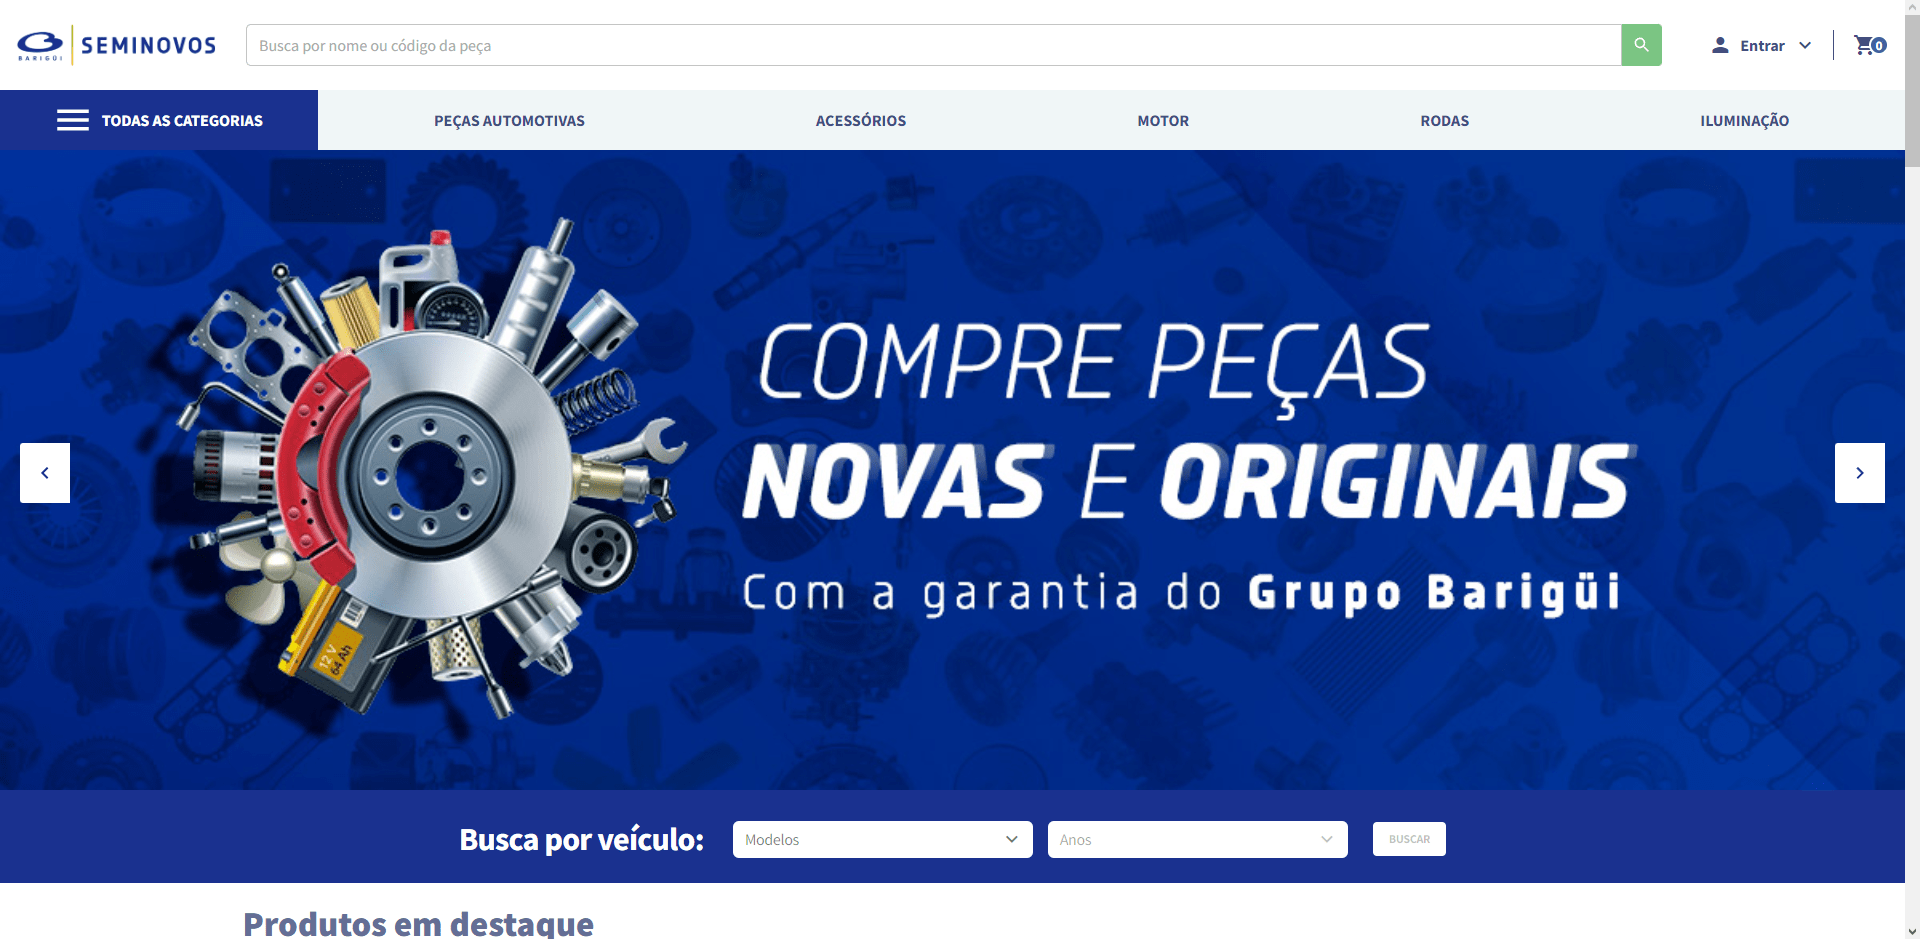 BARIGÜI
SEMINOVOS
Busca por nome ou código da peça
Entrar
0
TODAS AS CATEGORIAS
PEÇAS AUTOMOTIVAS
ACESSÓRIOS
MOTOR
RODAS
ILUMINAÇÃO
COMPRE PEÇAS
NOVAS E ORIGINAIS
Com a garantia do Grupo Barigüi
12 V
64 Ah
Busca por veículo:
Modelos
Anos
BUSCAR
Produtos em destaque